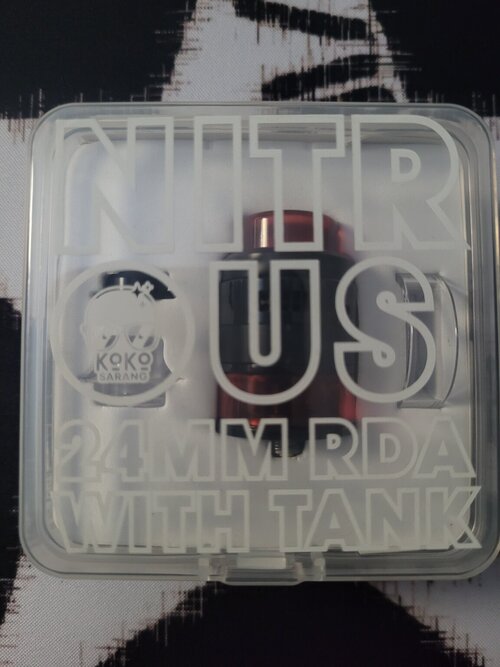 NITR
OUS
KOKO
SARANG
24MM RDA
WITH TANK